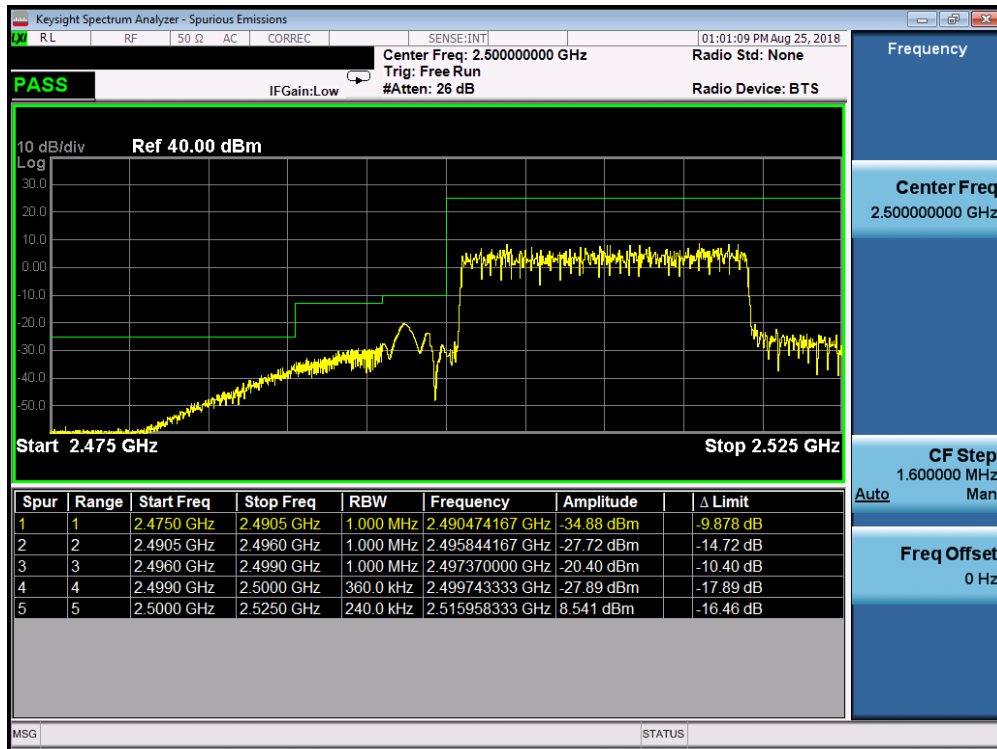 Keysight Spectrum Analyzer - Spurious Emissions
LXI RL RF 50 Ω AC CORREC SENSE:INT 01:01:09 PM Aug 25, 2018
Center Freq: 2.500000000 GHz Radio Std: None
Trig: Free Run
PASS IFGain:Low #Atten: 26 dB Radio Device: BTS
10 dB/div Ref 40.00 dBm
Log
30.0
20.0
10.0
0.00
-10.0
-20.0
-30.0
-40.0
-50.0
Start 2.475 GHz Stop 2.525 GHz
Spur Range Start Freq Stop Freq RBW Frequency Amplitude Δ Limit
1 1 2.4750 GHz 2.4905 GHz 1.000 MHz 2.490474167 GHz -34.88 dBm -9.878 dB
2 2 2.4905 GHz 2.4960 GHz 1.000 MHz 2.495844167 GHz -27.72 dBm -14.72 dB
3 3 2.4960 GHz 2.4990 GHz 1.000 MHz 2.497370000 GHz -20.40 dBm -10.40 dB
4 4 2.4990 GHz 2.5000 GHz 360.0 kHz 2.499743333 GHz -27.89 dBm -17.89 dB
5 5 2.5000 GHz 2.5250 GHz 240.0 kHz 2.515958333 GHz 8.541 dBm -16.46 dB
Frequency
Center Freq
2.500000000 GHz
CF Step
1.600000 MHz
Auto Man
Freq Offset
0 Hz
MSG STATUS